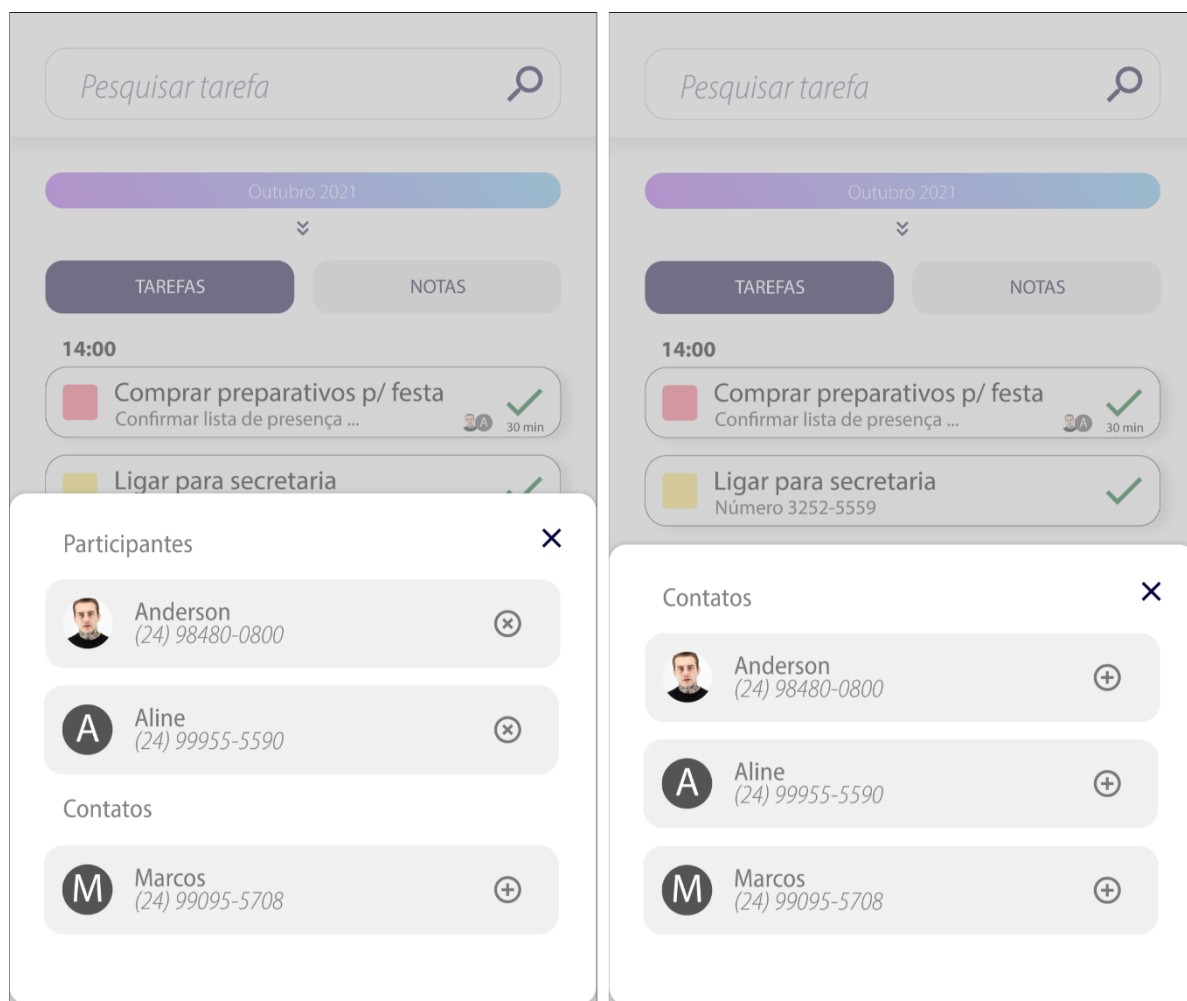 Pesquisar tarefa
Outubro 2021
TAREFAS NOTAS
14:00
Comprar preparativos p/ festa
Confirmar lista de presença ...
A
30 min
Ligar para secretaria
Participantes
Anderson
(24) 98480-0800
A
Aline
(24) 99955-5590
Contatos
M
Marcos
(24) 99095-5708
Pesquisar tarefa
Outubro 2021
TAREFAS NOTAS
14:00
Comprar preparativos p/ festa
Confirmar lista de presença ...
A
30 min
Ligar para secretaria
Número 3252-5559
Contatos
Anderson
(24) 98480-0800
A
Aline
(24) 99955-5590
M
Marcos
(24) 99095-5708